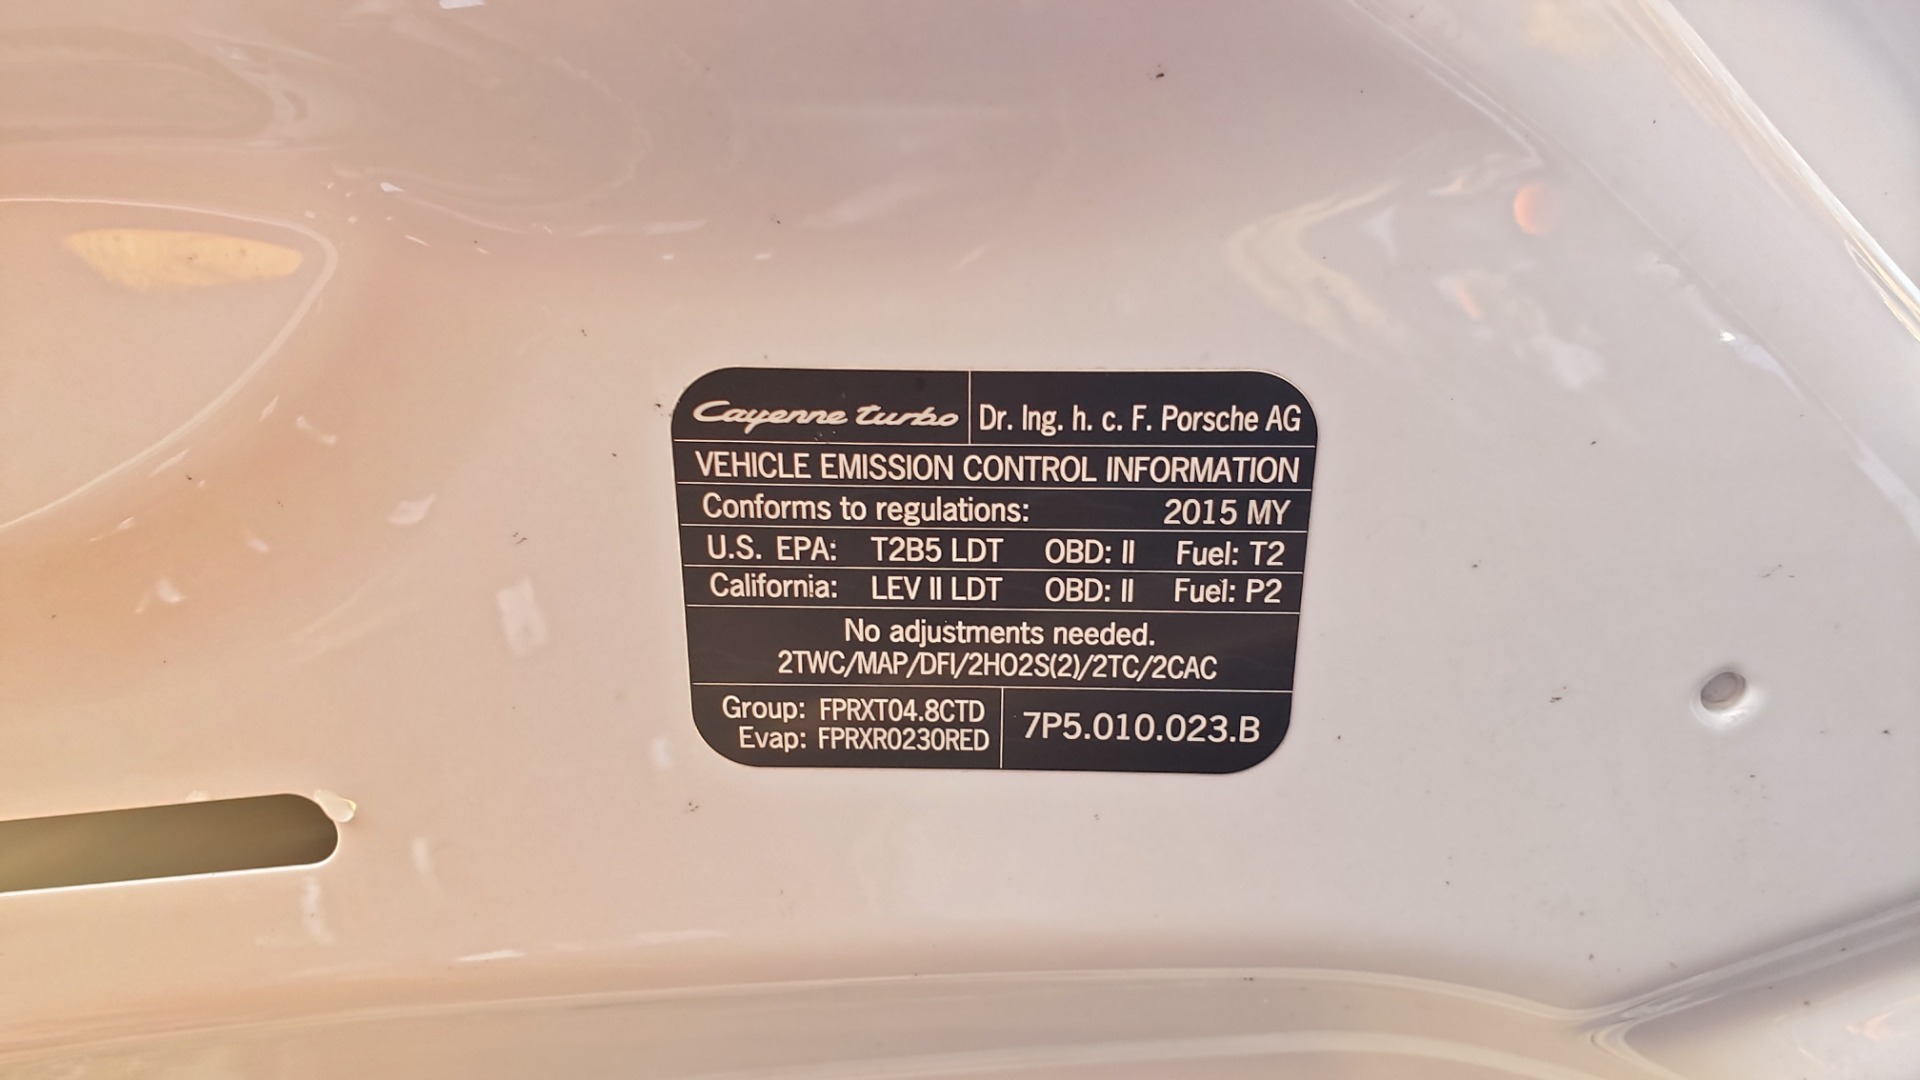 Cayenne turbo Dr. Ing. h. c. F. Porsche AG
VEHICLE EMISSION CONTROL INFORMATION
Conforms to regulations: 2015 MY
U.S. EPA: T2B5 LDT OBD: II Fuel: T2
California: LEV II LDT OBD: II Fuel: P2
No adjustments needed.
2TWC/MAP/DFI/2HO2S(2)/2TC/2CAC
Group: FPRXT04.8CTD
Evap: FPRXR0230RED
7P5.010.023.B